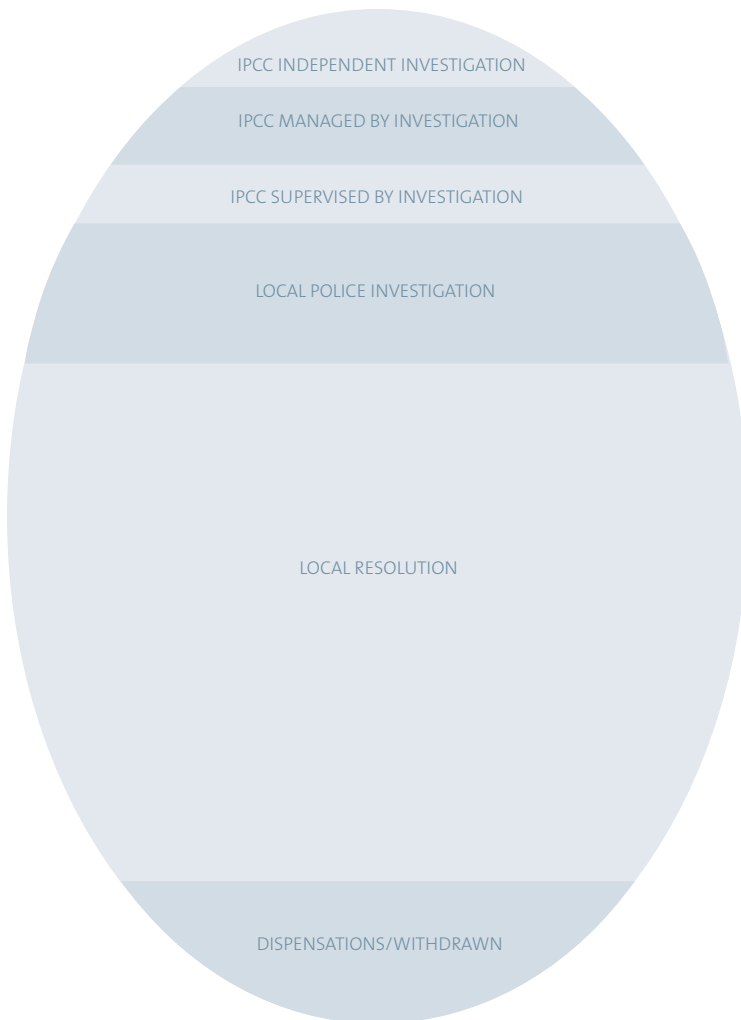 IPCC INDEPENDENT INVESTIGATION
IPCC MANAGED BY INVESTIGATION
IPCC SUPERVISED BY INVESTIGATION
LOCAL POLICE INVESTIGATION
LOCAL RESOLUTION
DISPENSATIONS/WITHDRAWN